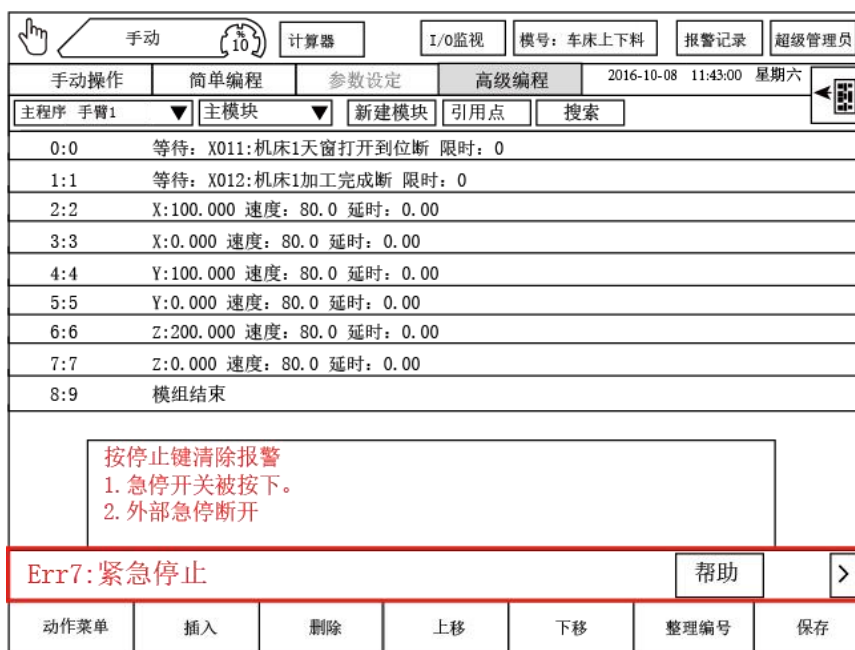 手动 % 10 计算器 I/O监视 模号：车床上下料 报警记录 超级管理员
手动操作 简单编程 参数设定 高级编程 2016-10-08 11:43:00 星期六
主程序 手臂1 ▼ 主模块 ▼ 新建模块 引用点 搜索
0:0 等待：X011:机床1天窗打开到位断 限时：0
1:1 等待：X012:机床1加工完成断 限时：0
2:2 X:100.000 速度：80.0 延时：0.00
3:3 X:0.000 速度：80.0 延时：0.00
4:4 Y:100.000 速度：80.0 延时：0.00
5:5 Y:0.000 速度：80.0 延时：0.00
6:6 Z:200.000 速度：80.0 延时：0.00
7:7 Z:0.000 速度：80.0 延时：0.00
8:9 模组结束
按停止键清除报警
1.急停开关被按下。
2.外部急停断开
Err7:紧急停止 帮助 >
动作菜单 插入 删除 上移 下移 整理编号 保存